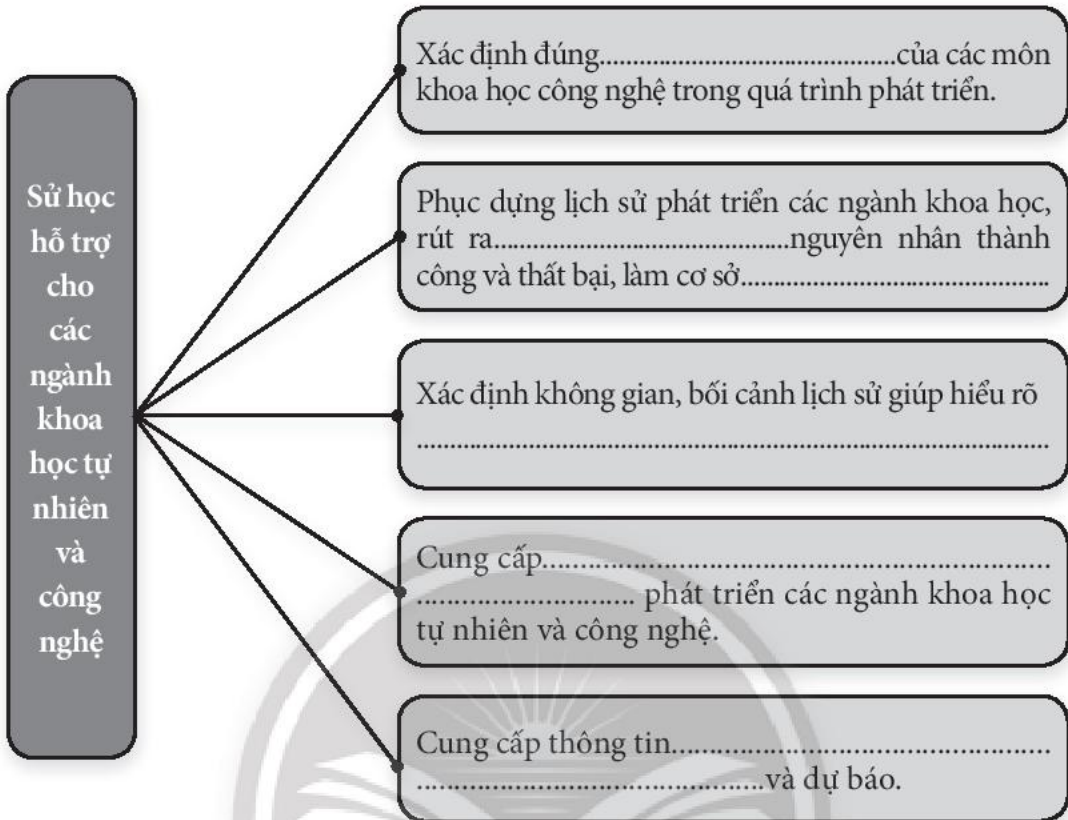 Sử học
hỗ trợ
cho
các
ngành
khoa
học tự
nhiên
và
công
nghệ
Xác định đúng..............................................của các môn
khoa học công nghệ trong quá trình phát triển.
Phục dựng lịch sử phát triển các ngành khoa học,
rút ra..............................................nguyên nhân thành
công và thất bại, làm cơ sở..............................................
Xác định không gian, bối cảnh lịch sử giúp hiểu rõ
....................................................................................................
Cung cấp............................................................................
.............................. phát triển các ngành khoa học
tự nhiên và công nghệ.
Cung cấp thông tin........................................................
....................................................và dự báo.